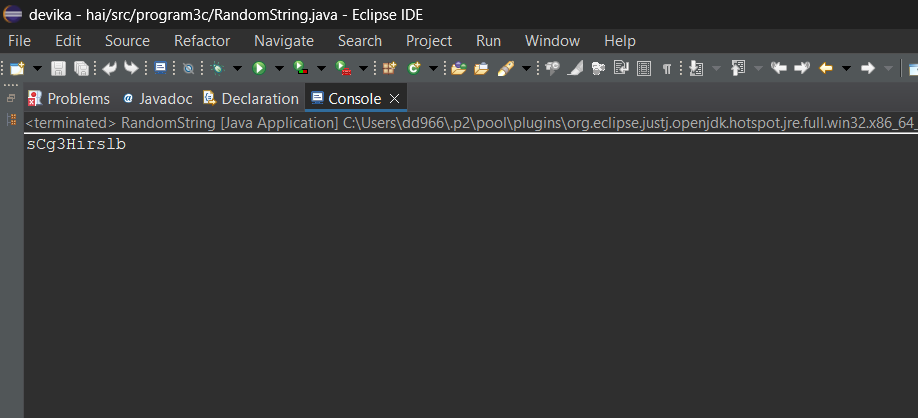 devika - hai/src/program3c/RandomString.java - Eclipse IDE
File Edit Source Refactor Navigate Search Project Run Window Help
Problems @ Javadoc Declaration Console
<terminated> RandomString [Java Application] C:\Users\dd966\.p2\pool\plugins\org.eclipse.justj.openjdk.hotspot.jre.full.win32.x86_64_
sCg3Hirslb